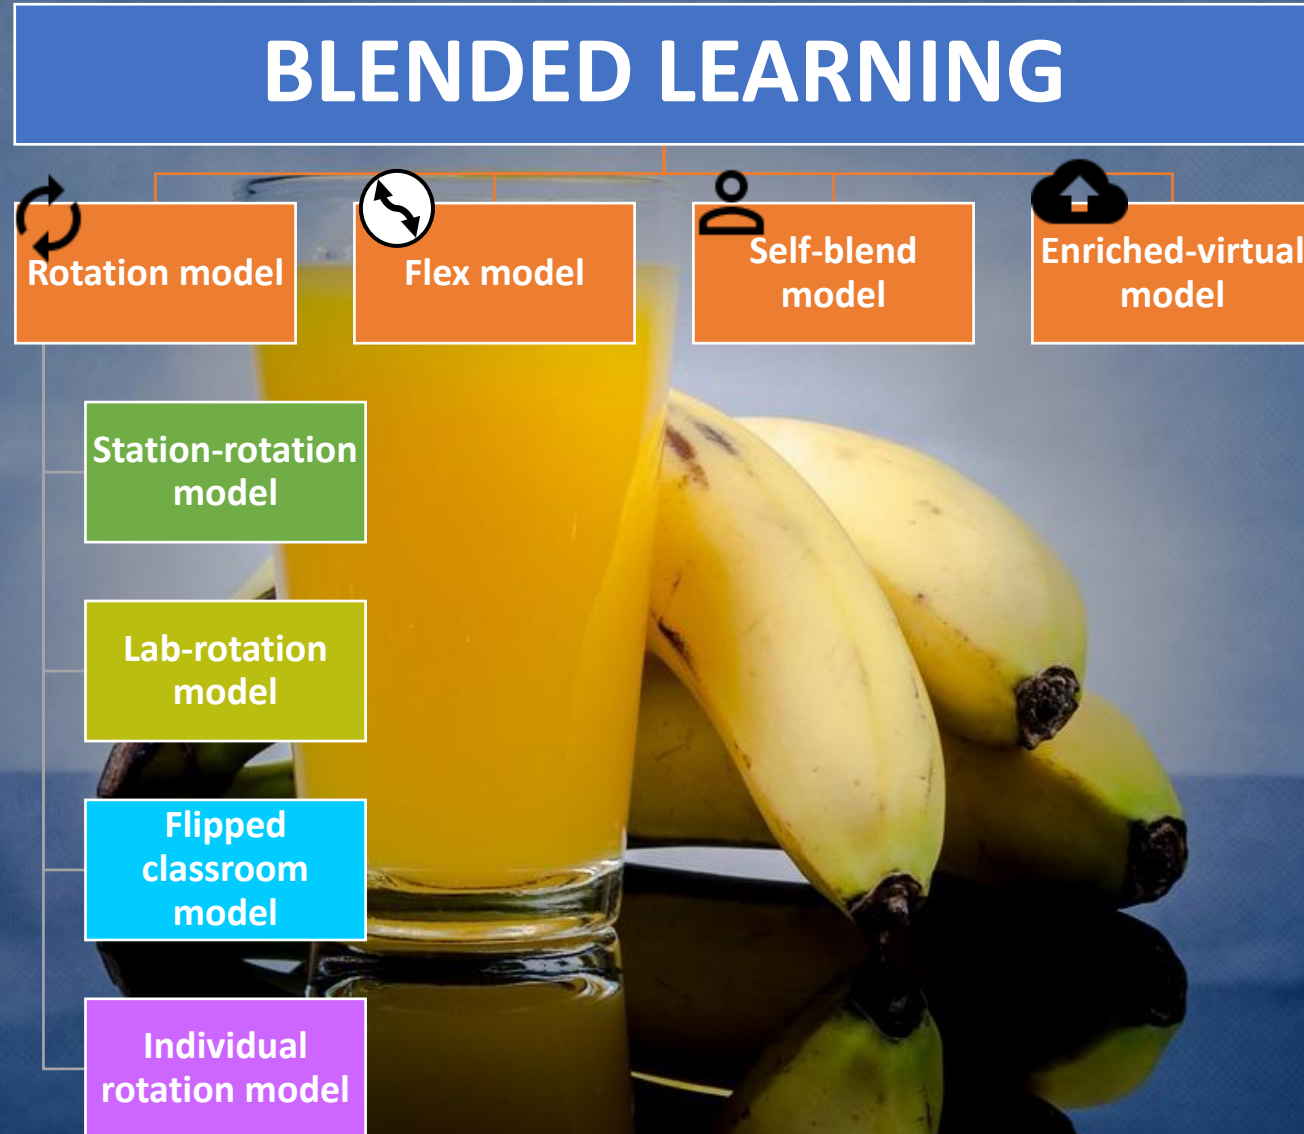 BLENDED LEARNING
Rotation model
Flex model
Self-blend
model
Enriched-virtual
model
Station-rotation
model
Lab-rotation
model
Flipped
classroom
model
Individual
rotation model